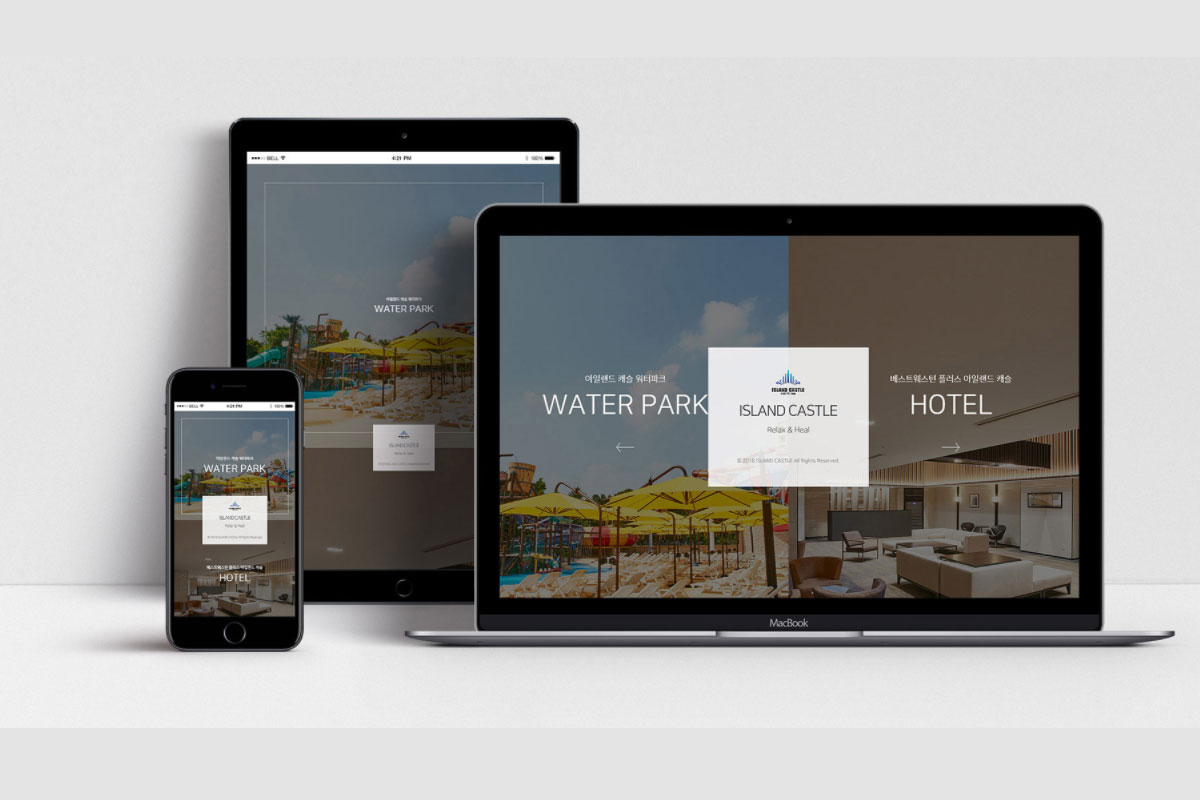 BELL
4:21 PM
100%
아일랜드 캐슬 워터파크
WATER PARK
ISLAND CASTLE
Relax & Heal
BELL
4:21 PM
100%
아일랜드 캐슬 워터파크
WATER PARK
ISLAND CASTLE
Relax & Heal
베스트웨스턴 플러스 아일랜드 캐슬
HOTEL
아일랜드 캐슬 워터파크
WATER PARK
←
ISLAND CASTLE
ISLAND CASTLE
Relax & Heal
© 2018 ISLAND CASTLE All Rights Reserved.
베스트웨스턴 플러스 아일랜드 캐슬
HOTEL
→
MacBook